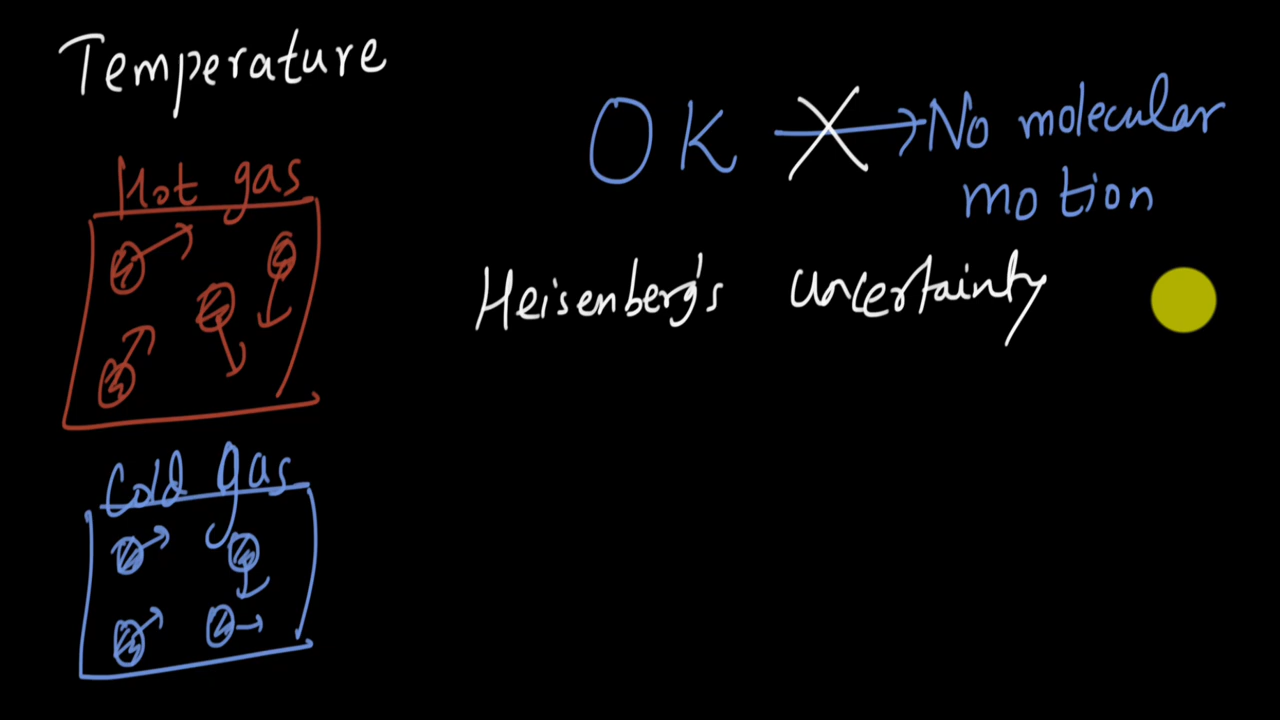 Temperature
0 K → No molecular
motion
Hot gas
Heisenberg's uncertainty
Cold gas